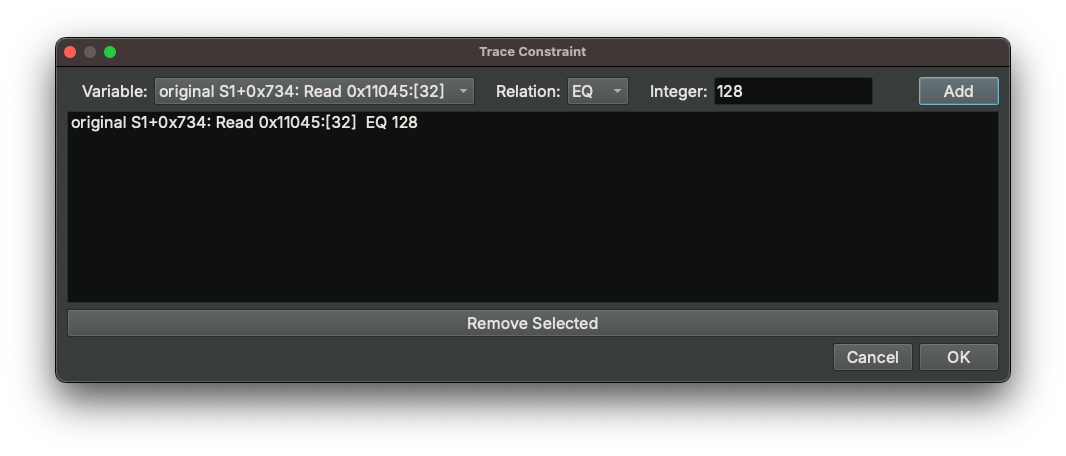 Trace Constraint
Variable: original S1+0x734: Read 0x11045:[32] Relation: EQ Integer: 128 Add
original S1+0x734: Read 0x11045:[32]  EQ 128
Remove Selected
Cancel OK